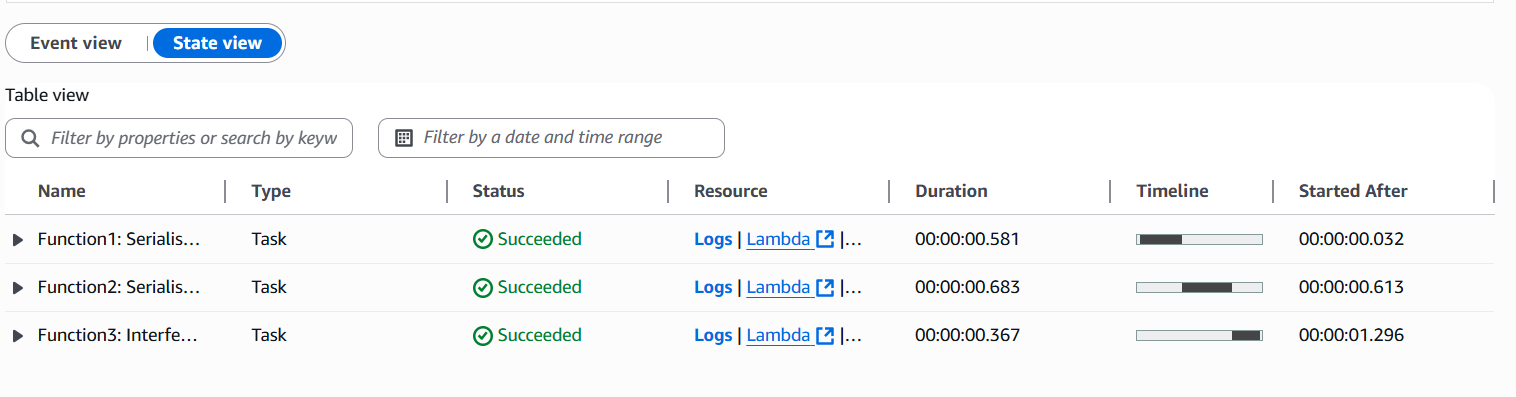 Event view | State view
Table view
Filter by properties or search by keyw Filter by a date and time range
Name Type Status Resource Duration Timeline Started After
Function1: Serialis... Task Succeeded Logs | Lambda |... 00:00:00.581 00:00:00.032
Function2: Serialis... Task Succeeded Logs | Lambda |... 00:00:00.683 00:00:00.613
Function3: Interfe... Task Succeeded Logs | Lambda |... 00:00:00.367 00:00:01.296